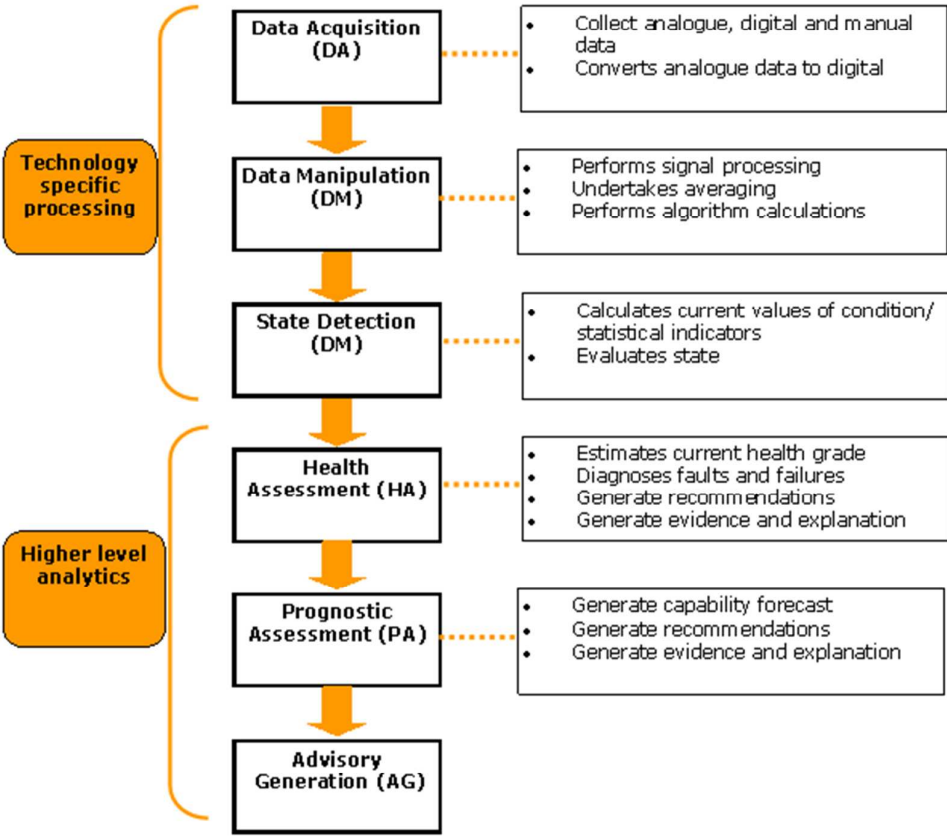 Data Acquisition
(DA)
• Collect analogue, digital and manual
data
• Converts analogue data to digital
Technology
specific
processing
Data Manipulation
(DM)
• Performs signal processing
• Undertakes averaging
• Performs algorithm calculations
State Detection
(DM)
• Calculates current values of condition/
statistical indicators
• Evaluates state
Health
Assessment (HA)
• Estimates current health grade
• Diagnoses faults and failures
• Generate recommendations
• Generate evidence and explanation
Higher level
analytics
Prognostic
Assessment (PA)
• Generate capability forecast
• Generate recommendations
• Generate evidence and explanation
Advisory
Generation (AG)